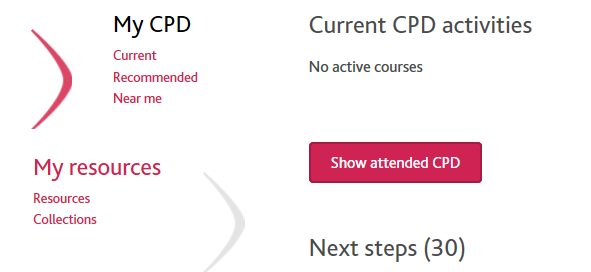 My CPD
Current
Recommended
Near me
My resources
Resources
Collections
Current CPD activities
No active courses
Show attended CPD
Next steps (30)